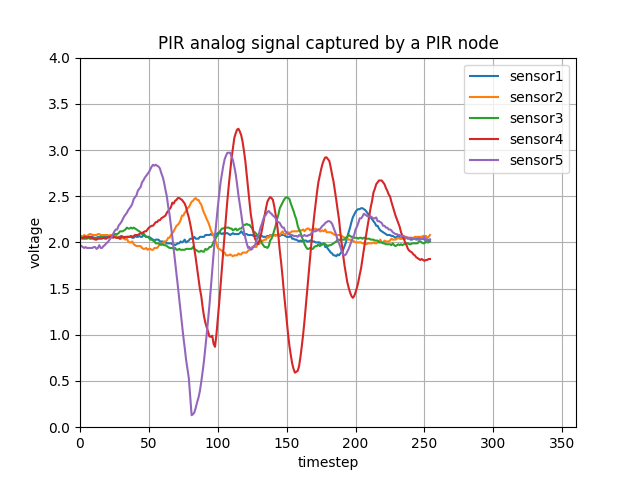 PIR analog signal captured by a PIR node
4.0
3.5
3.0
2.5
2.0
1.5
1.0
0.5
0.0
voltage
sensor1
sensor2
sensor3
sensor4
sensor5
0 50 100 150 200 250 300 350
timestep